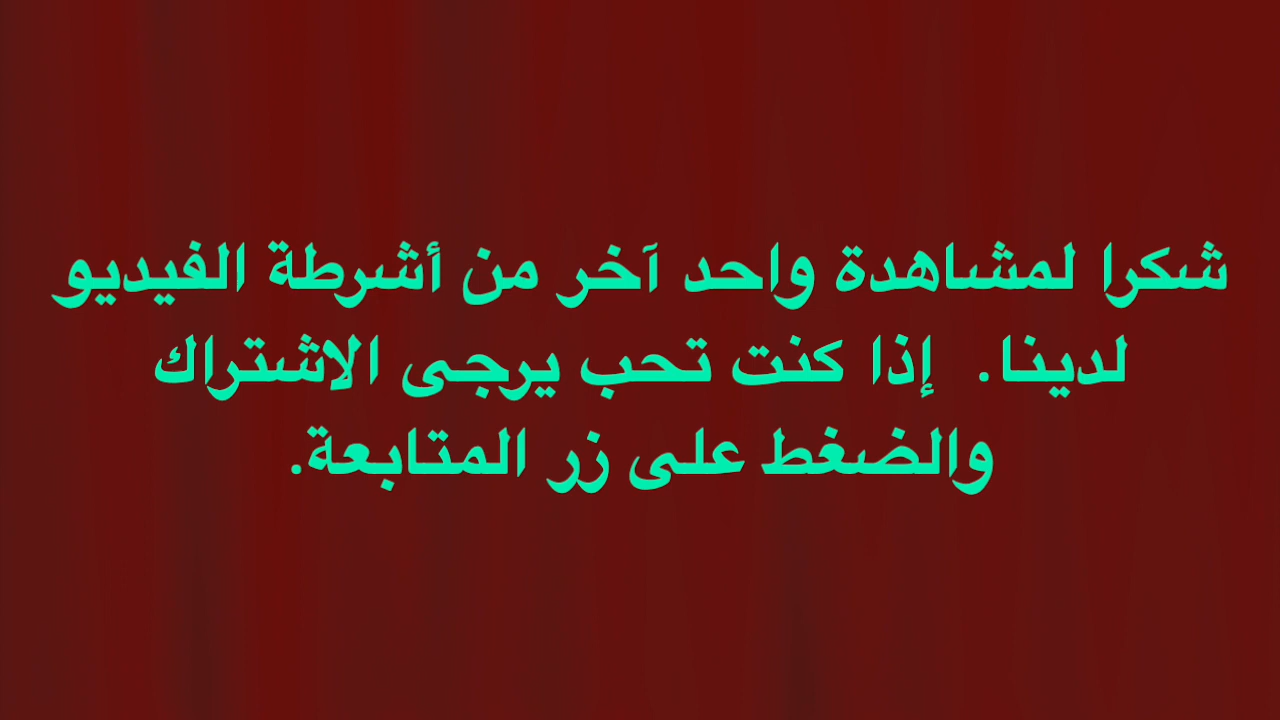 شكرا لمشاهدة واحد آخر من أشرطة الفيديو
لدينا.  إذا كنت تحب يرجى الاشتراك
والضغط على زر المتابعة.